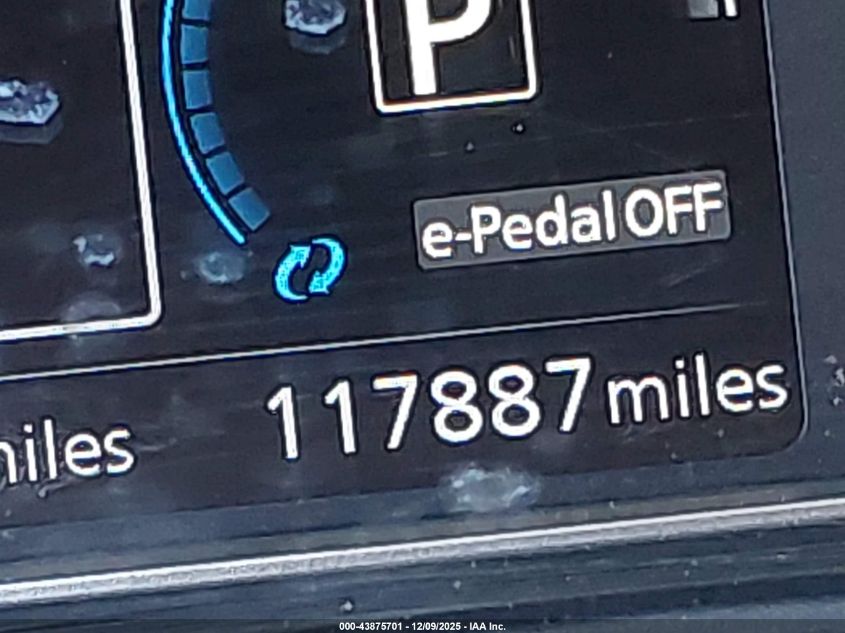 P
e-Pedal OFF
miles 117887 miles
000-43875701 - 12/09/2025 - IAA Inc.